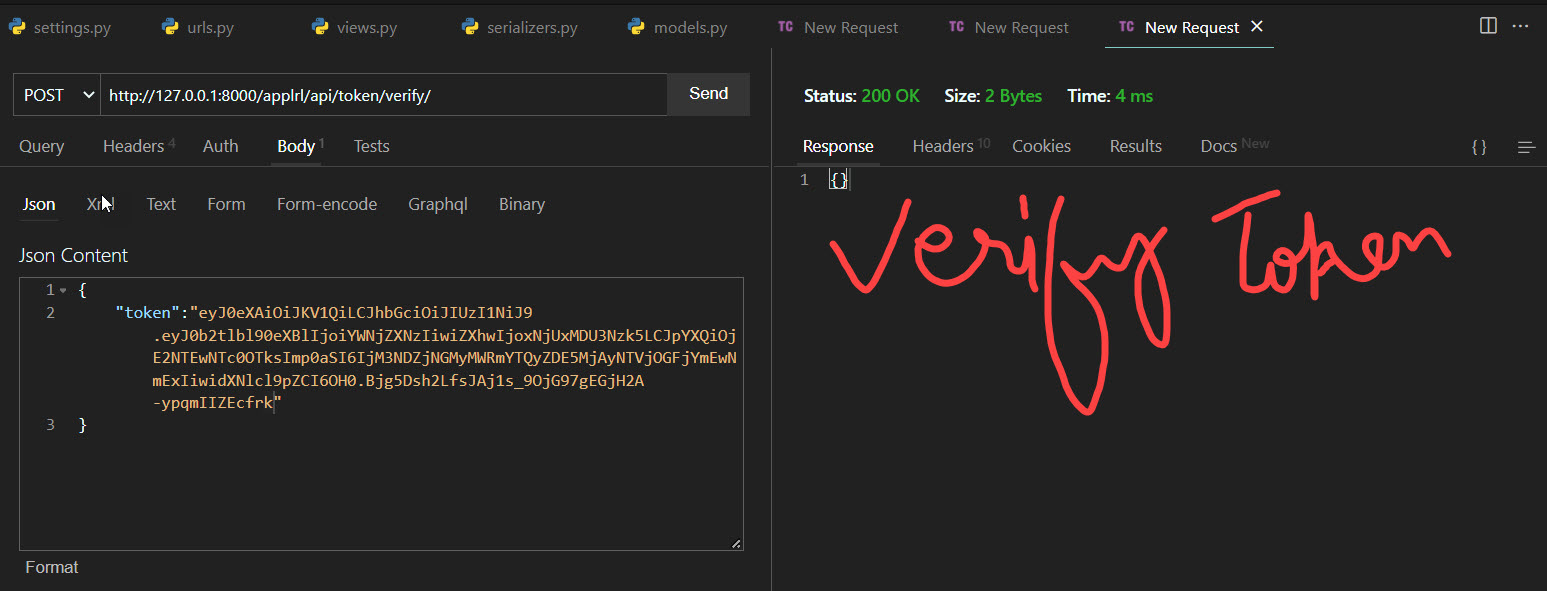 settings.py urls.py views.py serializers.py models.py TC New Request TC New Request TC New Request
POST http://127.0.0.1:8000/applrl/api/token/verify/ Send
Status: 200 OK Size: 2 Bytes Time: 4 ms
Query Headers 4 Auth Body 1 Tests
Response Headers 10 Cookies Results Docs New {}
Json Xml Text Form Form-encode Graphql Binary
1 {}
Verify Token
Json Content
1 {
2 "token":"eyJ0eXAiOiJKV1QiLCJhbGciOiJIUzI1NiJ9
.eyJ0b2tlbl90eXBlIjoiYWNjZXNzIiwiZXhwIjoxNjUxMDU3Nzk5LCJpYXQiOj
E2NTEwNTc0OTksImp0aSI6IjM3NDZjNGMyMWRmYTQyZDE5MjAyNTVjOGFjYmEwN
mExIiwidXNlcl9pZCI6OH0.Bjg5Dsh2LfsJAj1s_9OjG97gEGjH2A
-ypqmIIZEcfrk"
3 }
Format